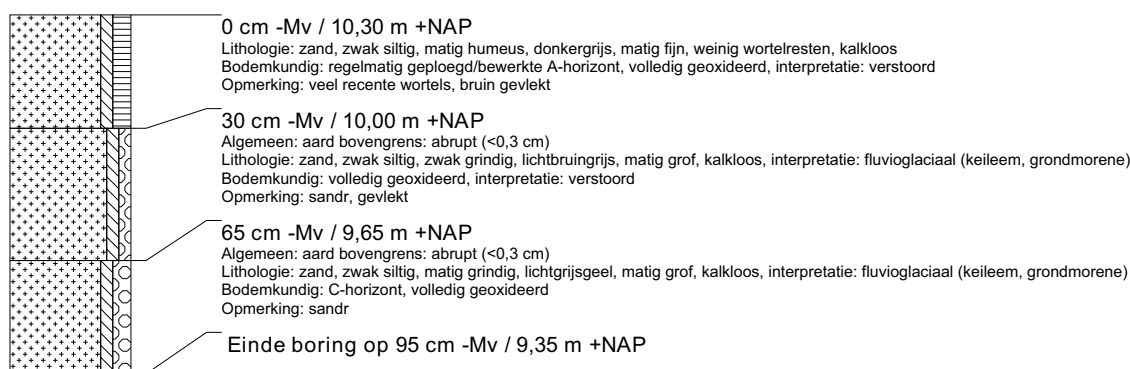 0 cm -Mv / 10,30 m +NAP
Lithologie: zand, zwak siltig, matig humeus, donkergrijs, matig fijn, weinig wortelresten, kalkloos
Bodemkundig: regelmatig geploegd/bewerkte A-horizont, volledig geoxideerd, interpretatie: verstoord
Opmerking: veel recente wortels, bruin gevlekt
30 cm -Mv / 10,00 m +NAP
Algemeen: aard bovengrens: abrupt (<0,3 cm)
Lithologie: zand, zwak siltig, zwak grindig, lichtbruingrijs, matig grof, kalkloos, interpretatie: fluvioglaciaal (keileem, grondmorene)
Bodemkundig: volledig geoxideerd, interpretatie: verstoord
Opmerking: sandr, gevlekt
65 cm -Mv / 9,65 m +NAP
Algemeen: aard bovengrens: abrupt (<0,3 cm)
Lithologie: zand, zwak siltig, matig grindig, lichtgrijsgeel, matig grof, kalkloos, interpretatie: fluvioglaciaal (keileem, grondmorene)
Bodemkundig: C-horizont, volledig geoxideerd
Opmerking: sandr
Einde boring op 95 cm -Mv / 9,35 m +NAP